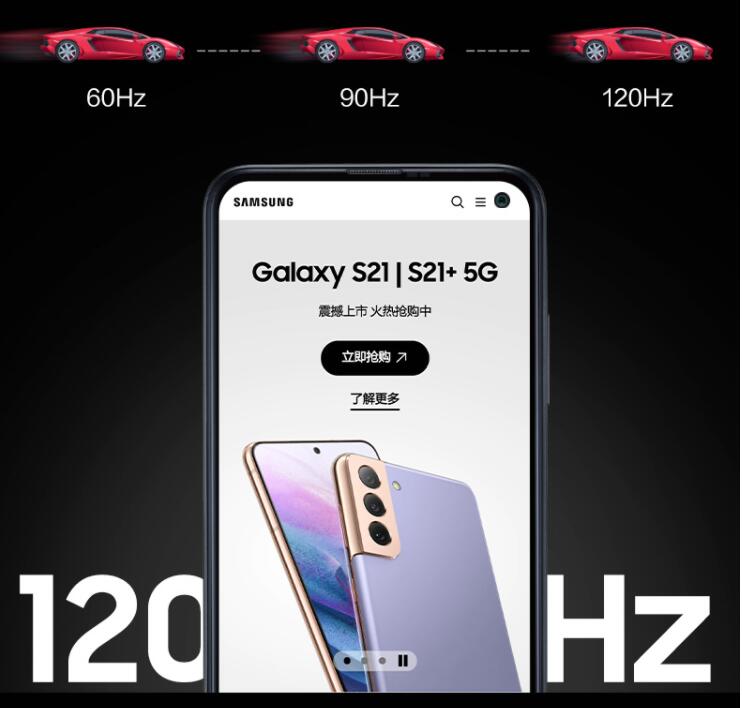 60Hz
90Hz
120Hz
SAMSUNG
Galaxy S21 | S21+ 5G
震撼上市 火热抢购中
立即抢购
了解更多
120 Hz